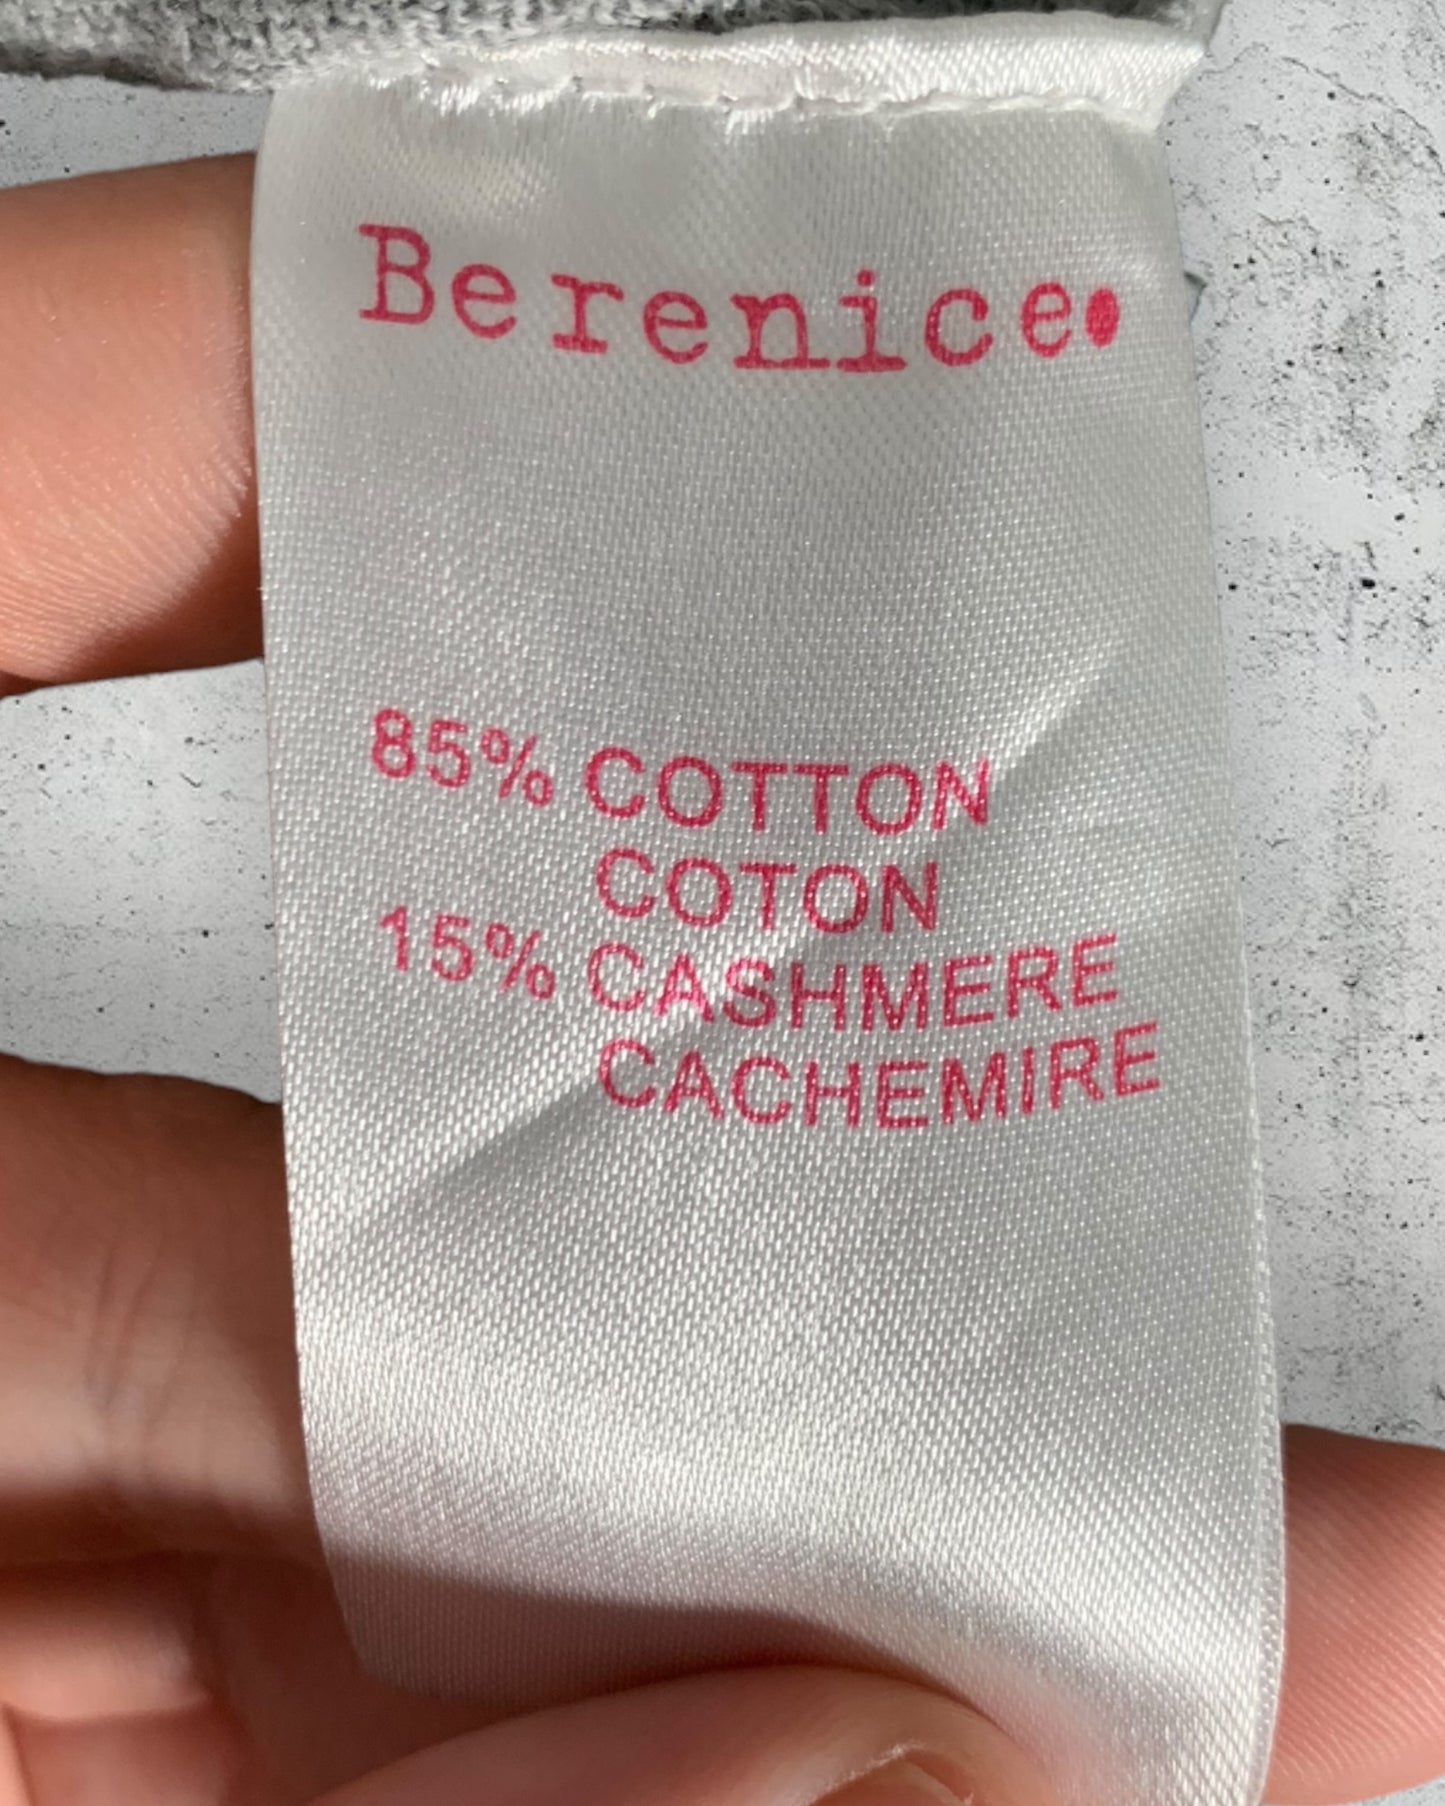 Berenice•
85% COTTON
COTON
15% CASHMERE
CACHEMIRE